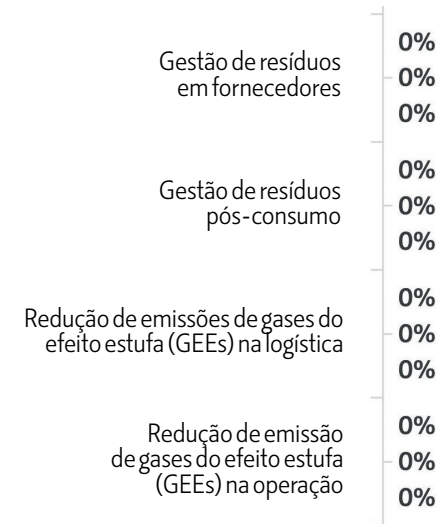 Gestão de resíduos
em fornecedores
0%
0%
0%
Gestão de resíduos
pós-consumo
0%
0%
0%
Redução de emissões de gases do
efeito estufa (GEEs) na logística
0%
0%
0%
Redução de emissão
de gases do efeito estufa
(GEEs) na operação
0%
0%
0%